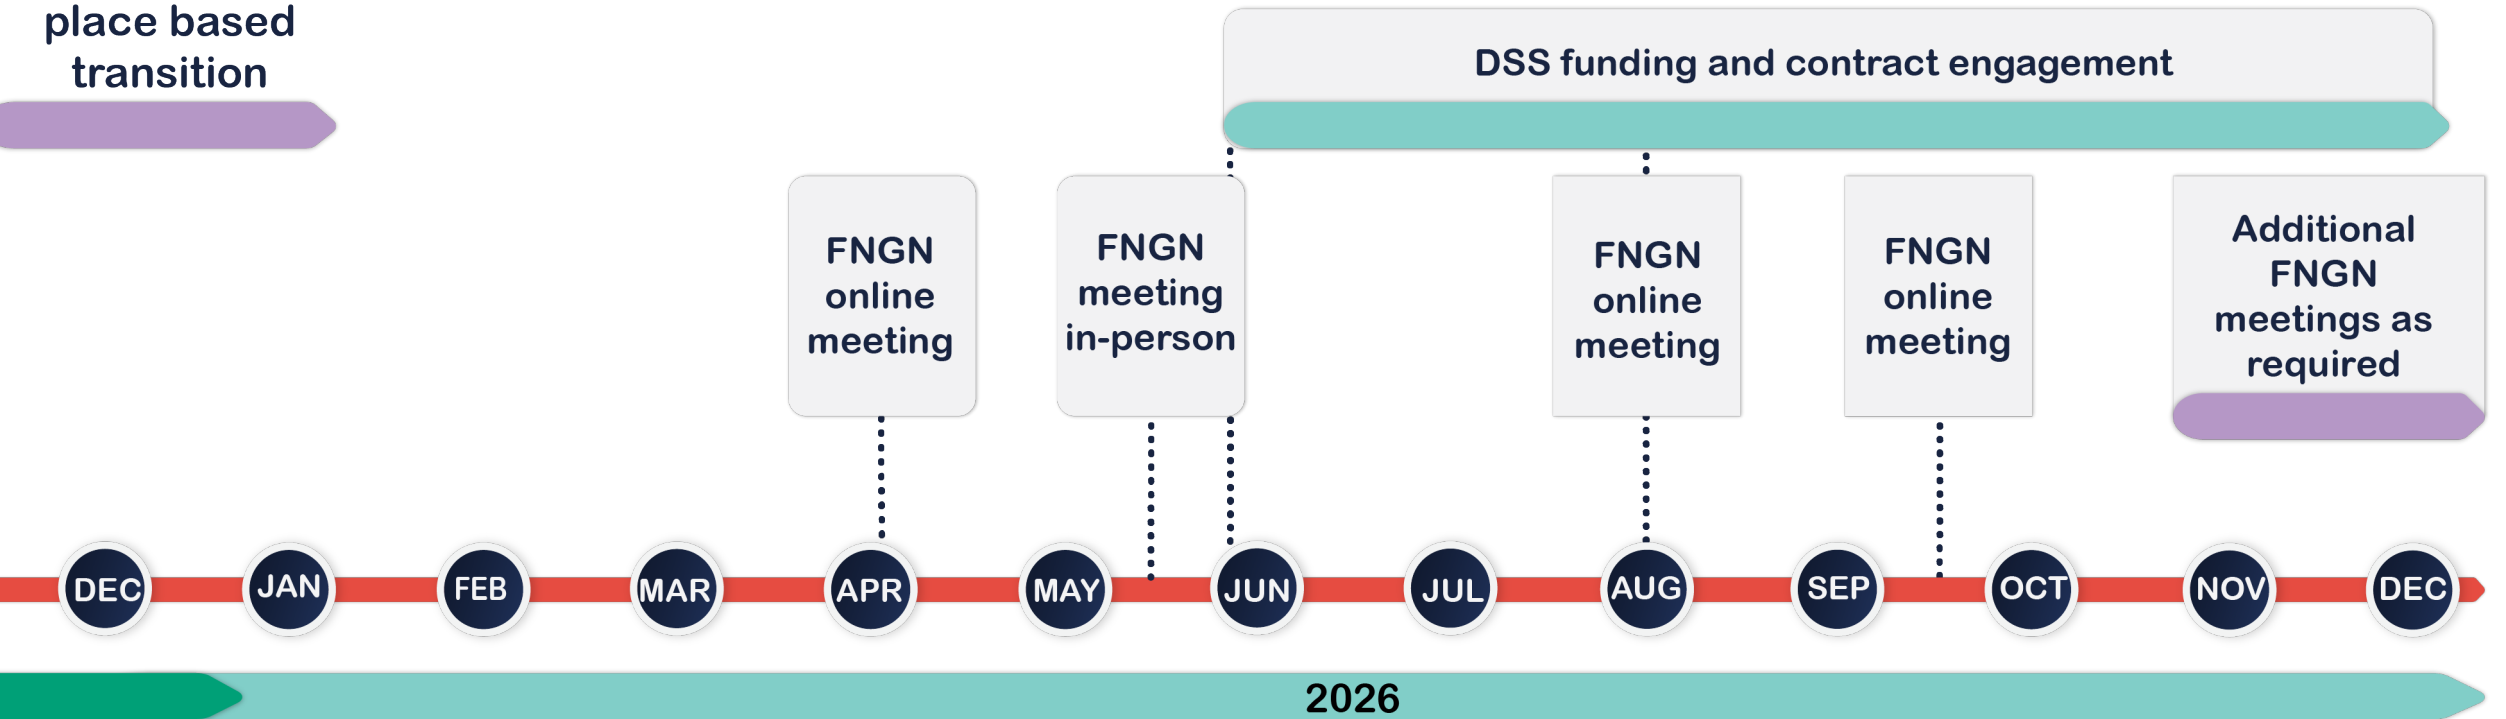 place based
transition
DSS funding and contract engagement
FNGN
online
meeting
FNGN
meeting
in-person
FNGN
online
meeting
FNGN
online
meeting
Additional
FNGN
meetings as
required
DEC
JAN
FEB
MAR
APR
MAY
JUN
JUL
AUG
SEP
OCT
NOV
DEC
2026